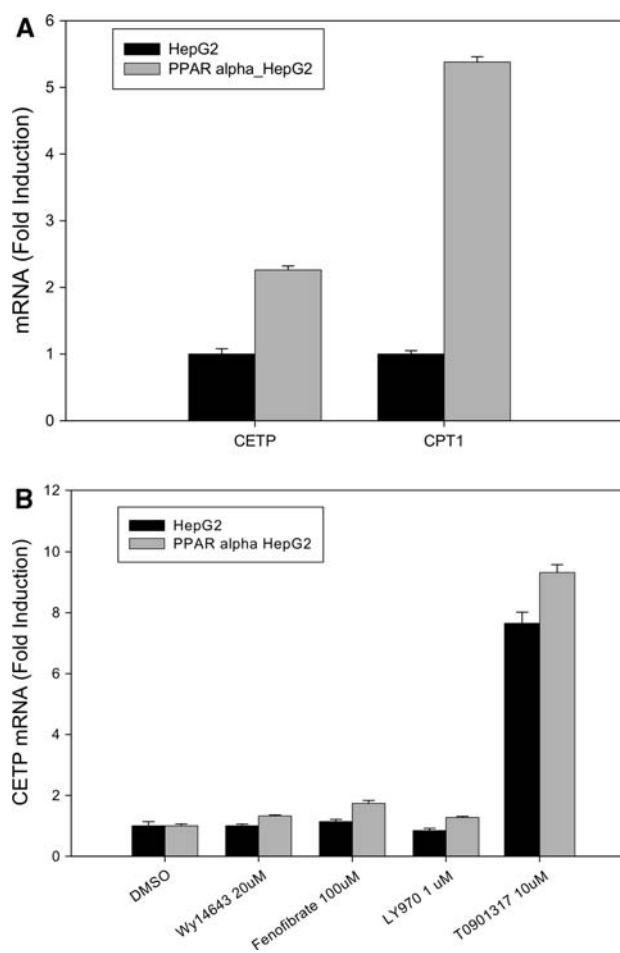 A
HepG2
PPAR alpha_HepG2
mRNA (Fold Induction)
6
5
4
3
2
1
0
CETP
CPT1
B
HepG2
PPAR alpha HepG2
CETP mRNA (Fold Induction)
12
10
8
6
4
2
0
DMSO
Wy14643 20uM
Fenofibrate 100uM
LY970 1 uM
T0901317 10uM